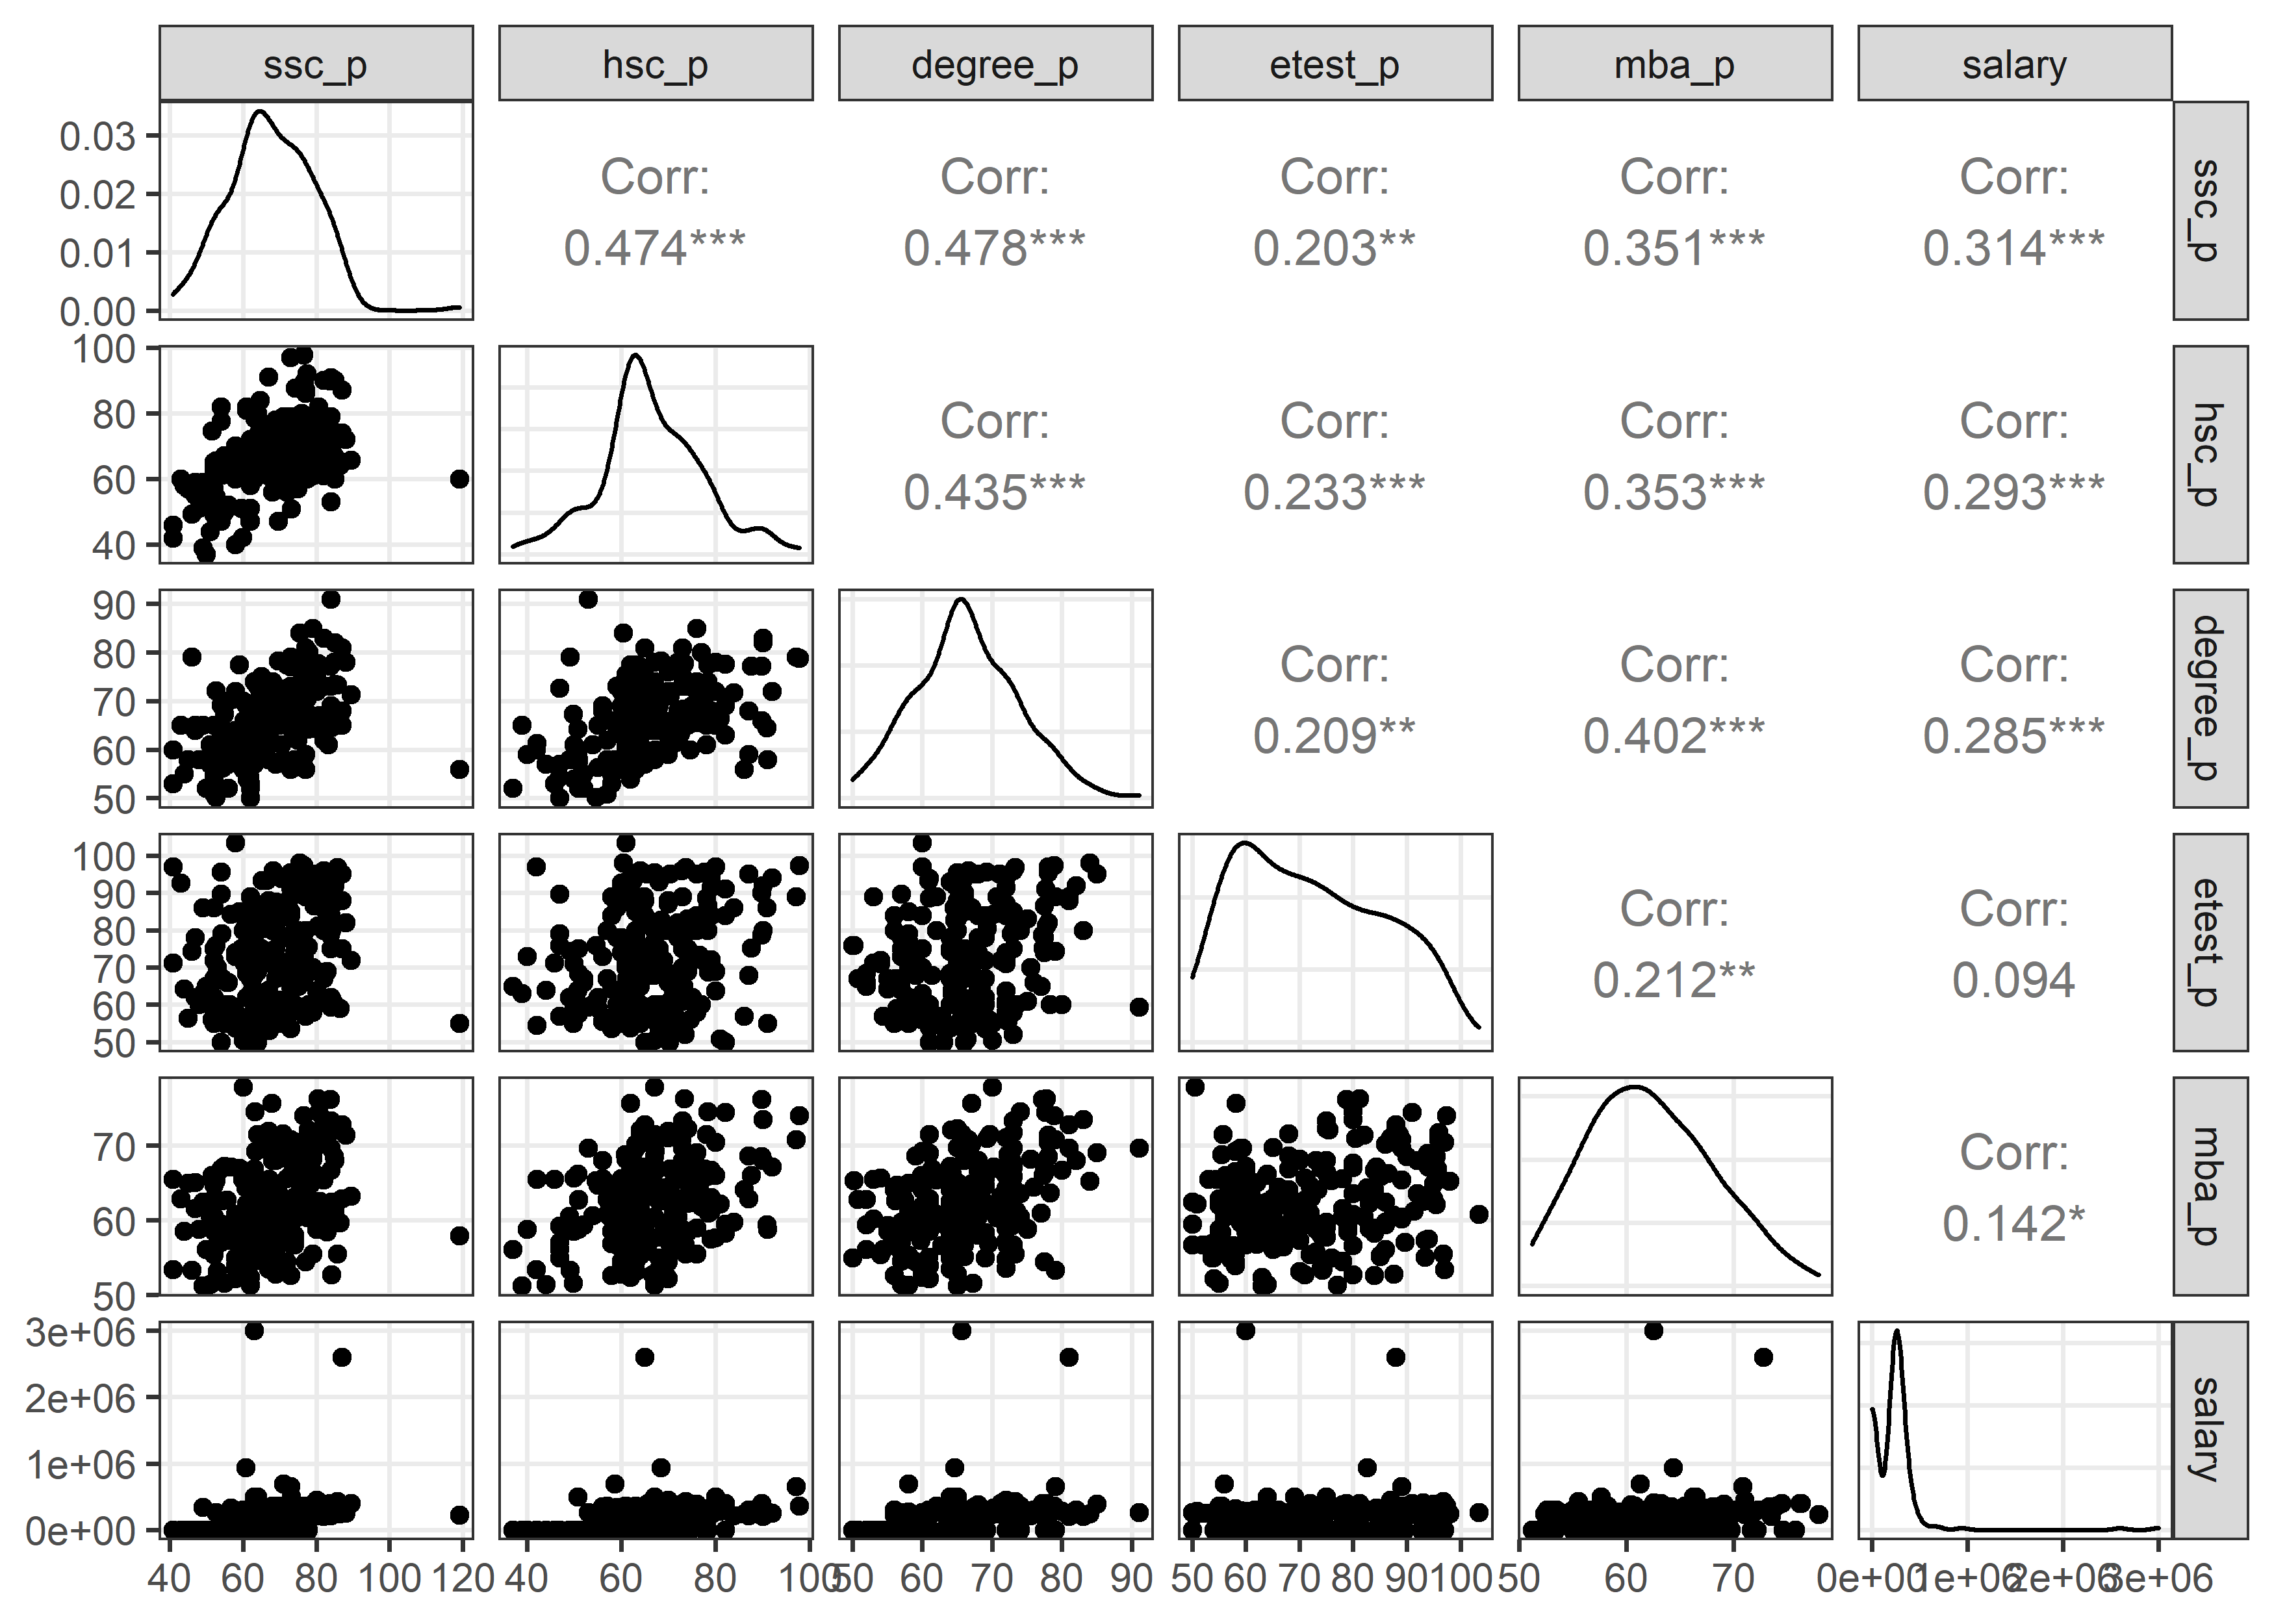 ssc_p hsc_p degree_p etest_p mba_p salary
0.03
0.02
0.01
0.00
Corr: Corr: Corr: Corr: Corr:
0.474*** 0.478*** 0.203** 0.351*** 0.314***
ssc_p
100
80
60
40
Corr: Corr: Corr: Corr:
0.435*** 0.233*** 0.353*** 0.293***
hsc_p
90
80
70
60
50
Corr: Corr: Corr:
0.209** 0.402*** 0.285***
degree_p
100
90
80
70
60
50
Corr: Corr:
0.212** 0.094
etest_p
70
60
50
Corr:
0.142*
mba_p
3e+06
2e+06
1e+06
0e+00
salary
40 60 80 100 120 40 60 80 100 50 60 70 80 90 50 60 70 80 90 100 50 60 70 0e+00 1e+06 2e+06 3e+06